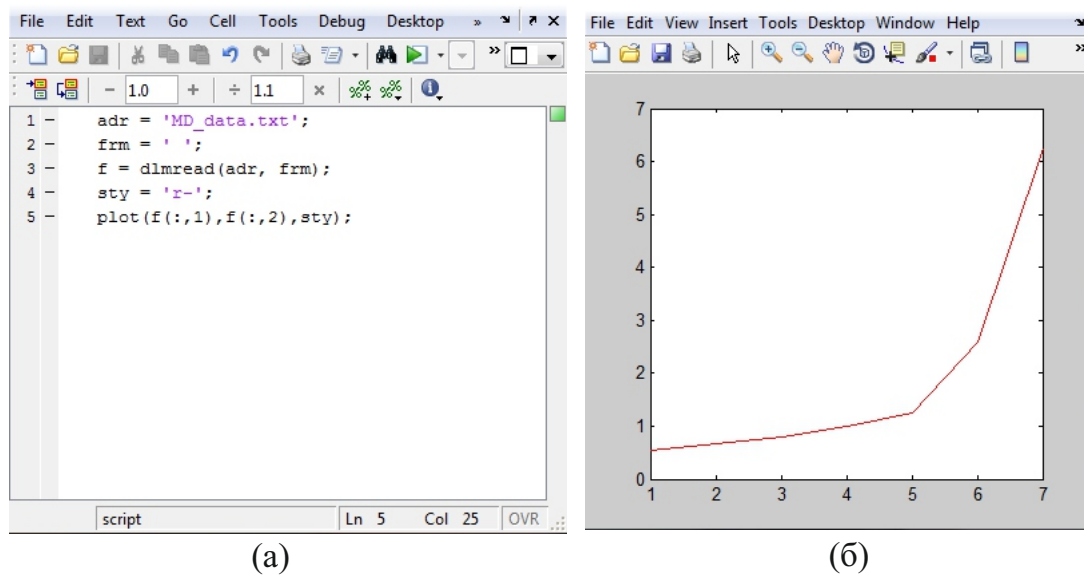 File Edit Text Go Cell Tools Debug Desktop »
» 
− 1.0 + ÷ 1.1 ×
1 − adr = 'MD_data.txt';
2 − frm = ' ';
3 − f = dlmread(adr, frm);
4 − sty = 'r-';
5 − plot(f(:,1),f(:,2),sty);
script Ln 5 Col 25 OVR
(а)
File Edit View Insert Tools Desktop Window Help
»
7
6
5
4
3
2
1
0
1 2 3 4 5 6 7
(б)